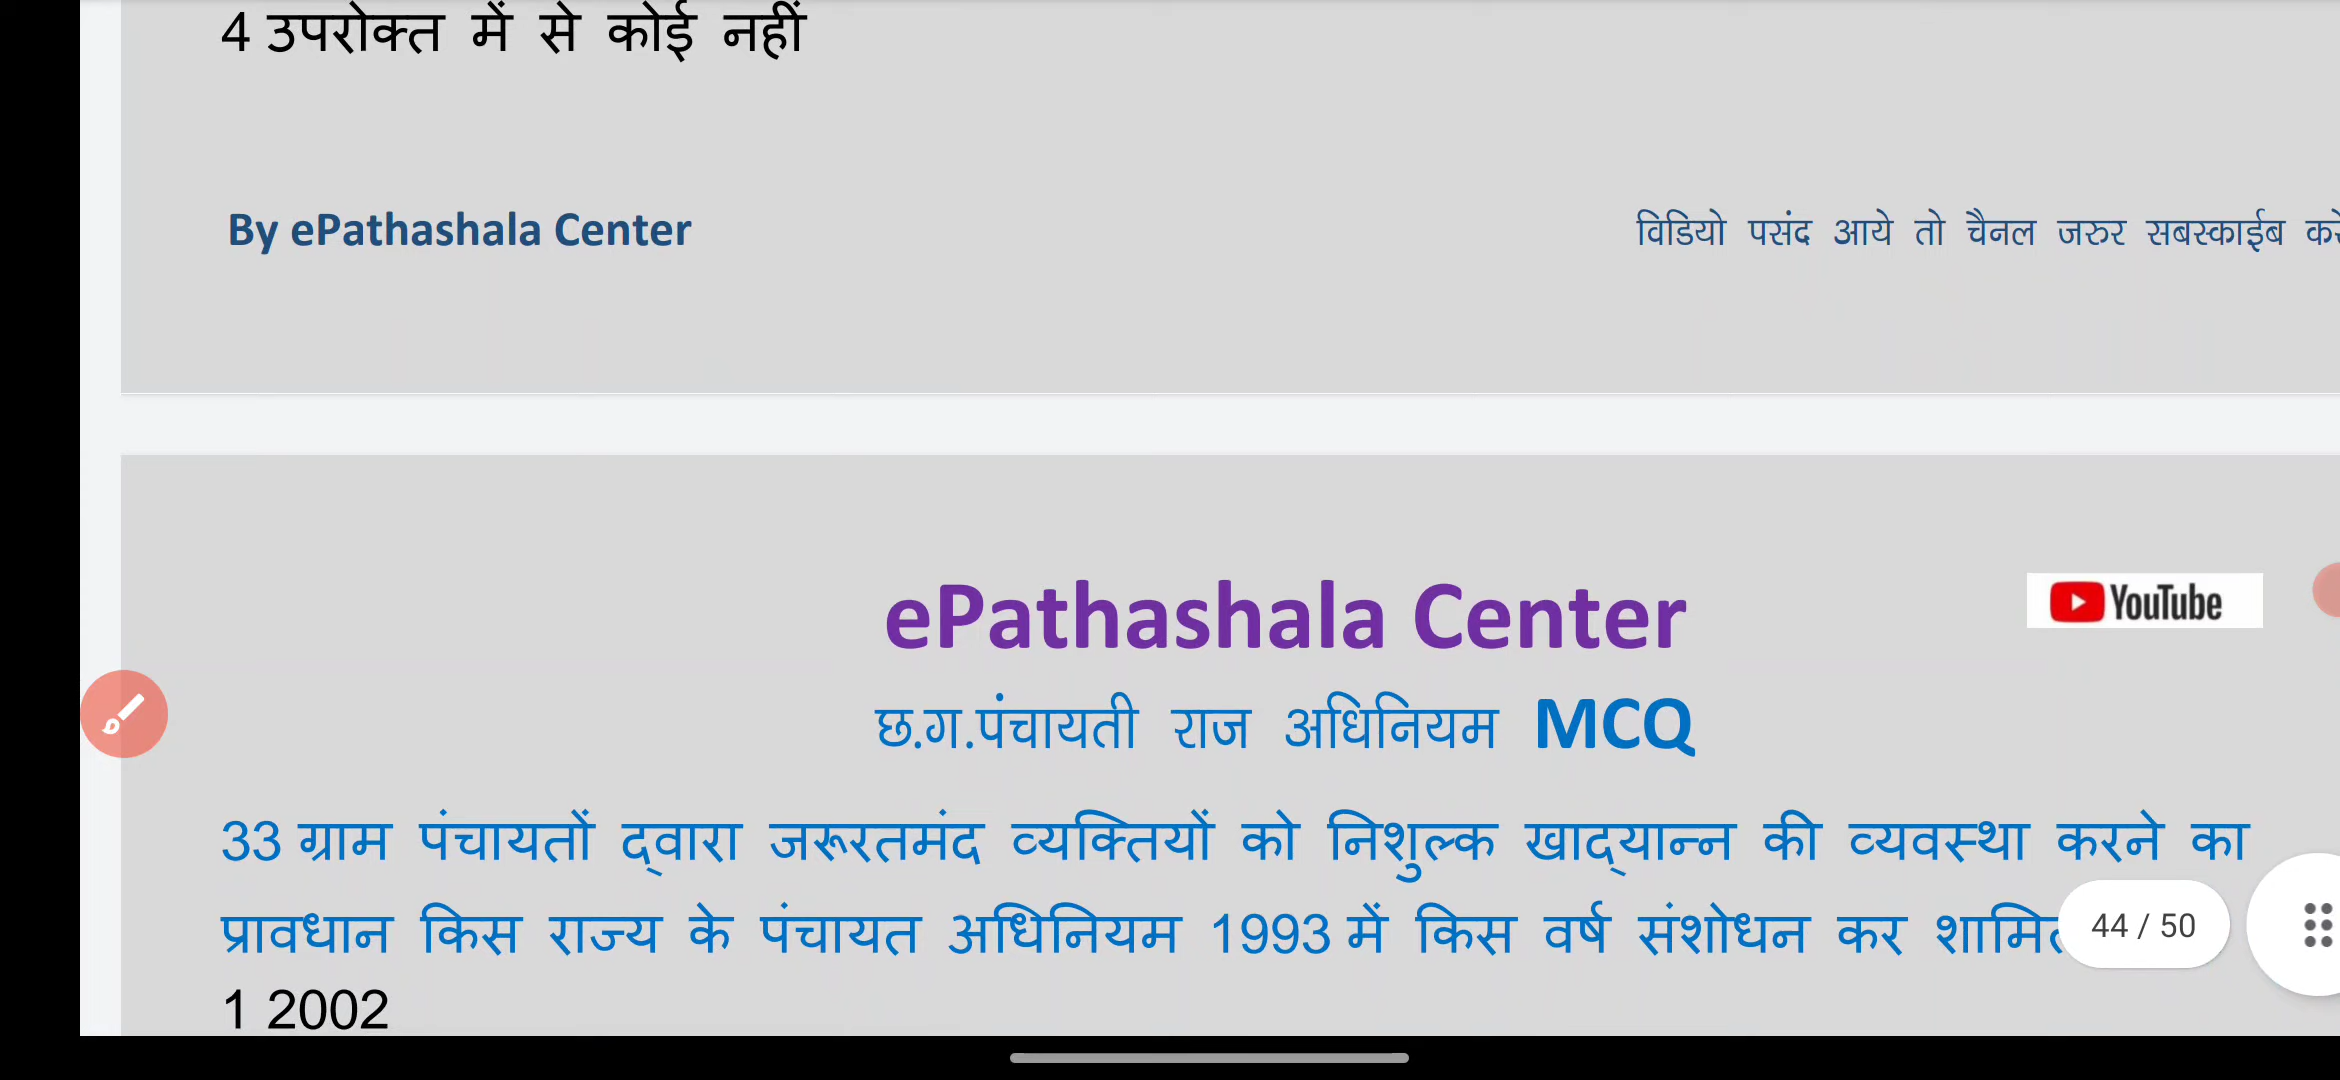 4 उपरोक्त में से कोई नहीं
By ePathashala Center
विडियो पसंद आये तो चैनल जरुर सबस्काईब
ePathashala Center
YouTube
छ.ग.पंचायती राज अधिनियम MCQ
33 ग्राम पंचायतों द्वारा जरूरतमंद व्यक्तियों को निशुल्क खाद्यान्न की व्यवस्था करने का
प्रावधान किस राज्य के पंचायत अधिनियम 1993 में किस वर्ष संशोधन कर
44 / 50
1 2002